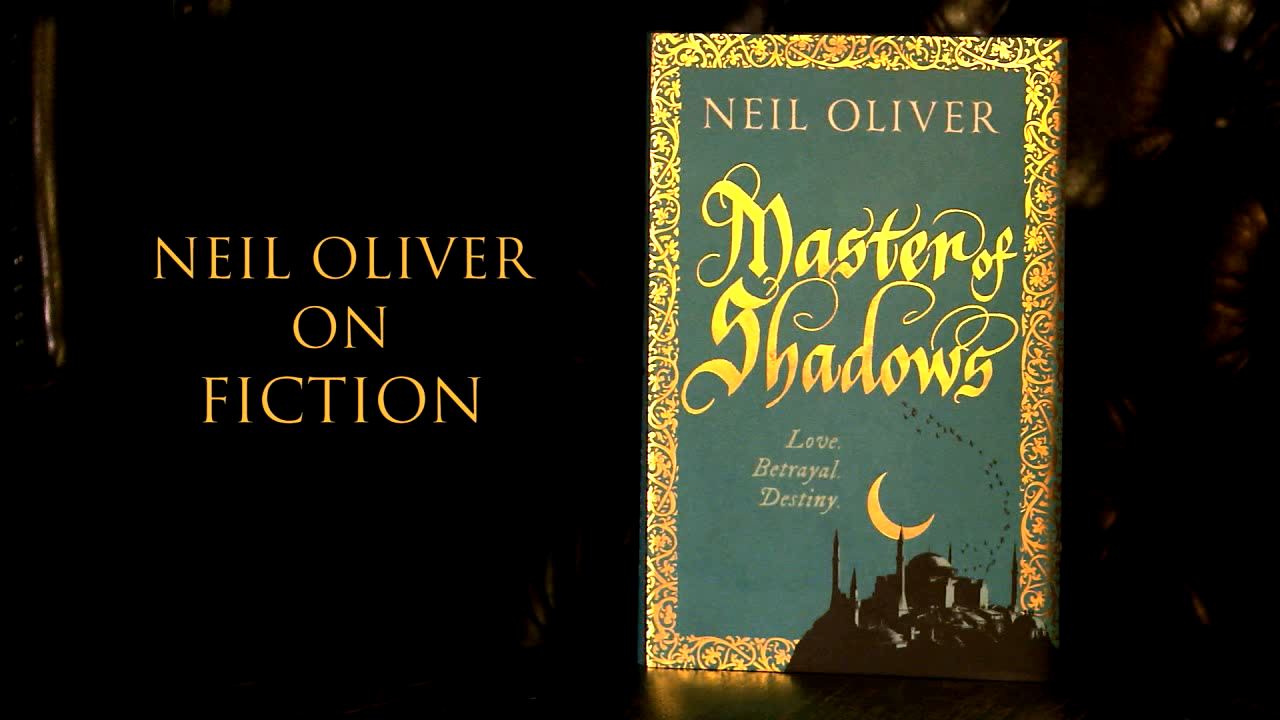 NEIL OLIVER
ON
FICTION
NEIL OLIVER
Master of
Shadows
Love.
Betrayal.
Destiny.